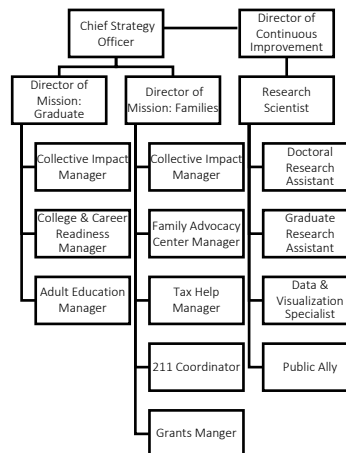 Chief Strategy
Officer
Director of
Continuous
Improvement
Director of
Mission:
Graduate
Director of
Mission: Families
Research
Scientist
Collective Impact
Manager
Collective Impact
Manager
Doctoral
Research
Assistant
College & Career
Readiness
Manager
Family Advocacy
Center Manager
Graduate
Research
Assistant
Adult Education
Manager
Tax Help
Manager
Data &
Visualization
Specialist
211 Coordinator
Public Ally
Grants Manger